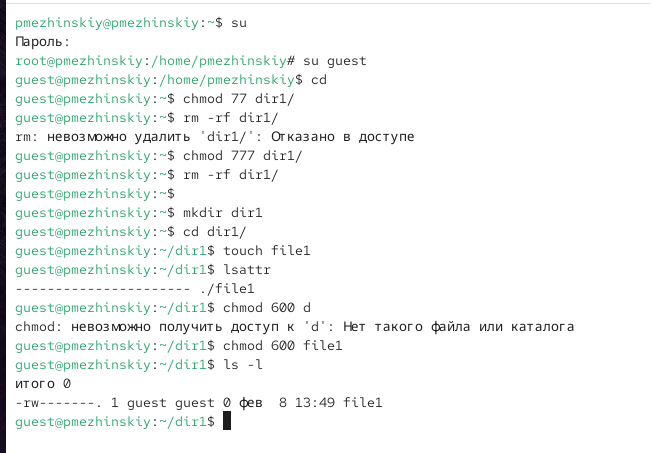 pmezhinskiy@pmezhinskiy:~$ su
Пароль:
root@pmezhinskiy:/home/pmezhinskiy# su guest
guest@pmezhinskiy:/home/pmezhinskiy$ cd
guest@pmezhinskiy:~$ chmod 77 dir1/
guest@pmezhinskiy:~$ rm -rf dir1/
rm: невозможно удалить 'dir1/': Отказано в доступе
guest@pmezhinskiy:~$ chmod 777 dir1/
guest@pmezhinskiy:~$ rm -rf dir1/
guest@pmezhinskiy:~$
guest@pmezhinskiy:~$ mkdir dir1
guest@pmezhinskiy:~$ cd dir1/
guest@pmezhinskiy:~/dir1$ touch file1
guest@pmezhinskiy:~/dir1$ lsattr
---------------------- ./file1
guest@pmezhinskiy:~/dir1$ chmod 600 d
chmod: невозможно получить доступ к 'd': Нет такого файла или каталога
guest@pmezhinskiy:~/dir1$ chmod 600 file1
guest@pmezhinskiy:~/dir1$ ls -l
итого 0
-rw-------. 1 guest guest 0 фев  8 13:49 file1
guest@pmezhinskiy:~/dir1$